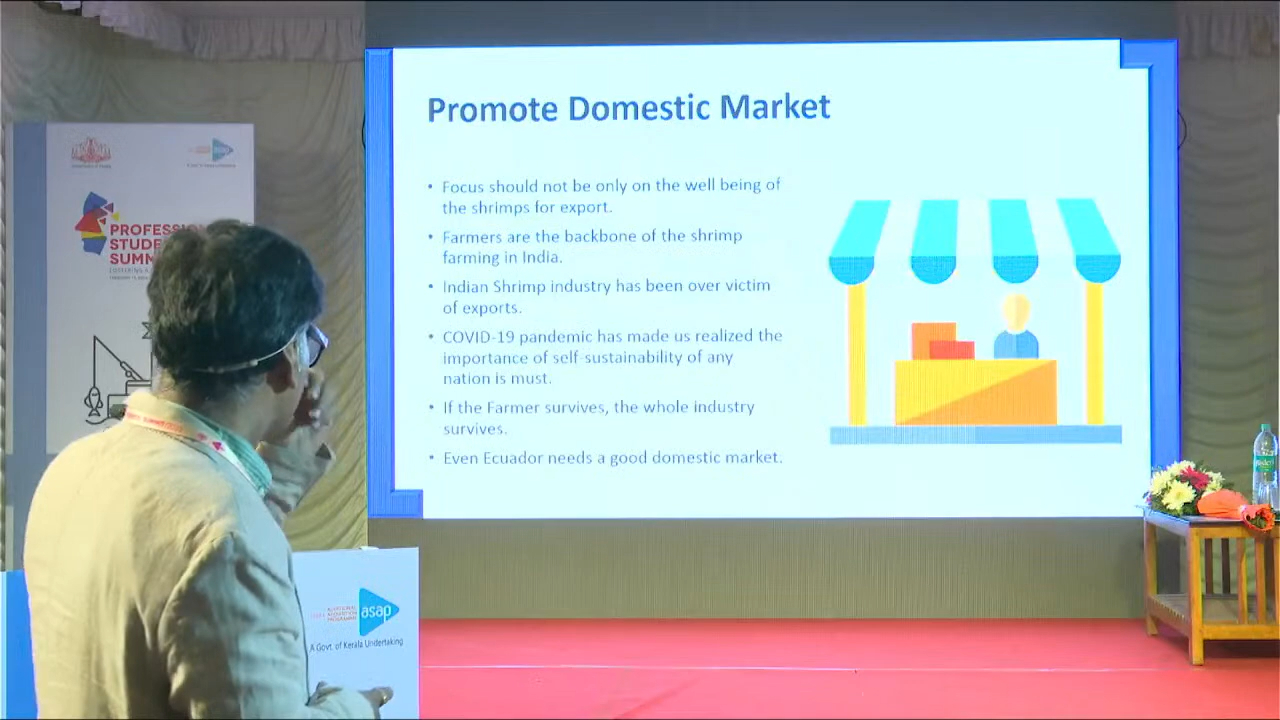 Promote Domestic Market
• Focus should not be only on the well being of
the shrimps for export.
• Farmers are the backbone of the shrimp
farming in India.
• Indian Shrimp industry has been over victim
of exports.
• COVID-19 pandemic has made us realized the
importance of self-sustainability of any
nation is must.
• If the Farmer survives, the whole industry
survives.
• Even Ecuador needs a good domestic market.
asap
PROFESSIO
STUDE
SUMM
asap
A Govt. of Kerala Undertaking